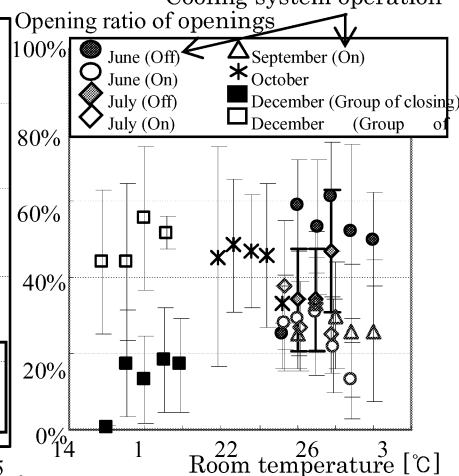 Cooling system operation
Opening ratio of openings
100%
June (Off) September (On)
June (On) October
July (Off) December (Group of closing)
July (On) December (Group of
80%
60%
40%
20%
0%
14 1 22 26 3
Room temperature [℃]